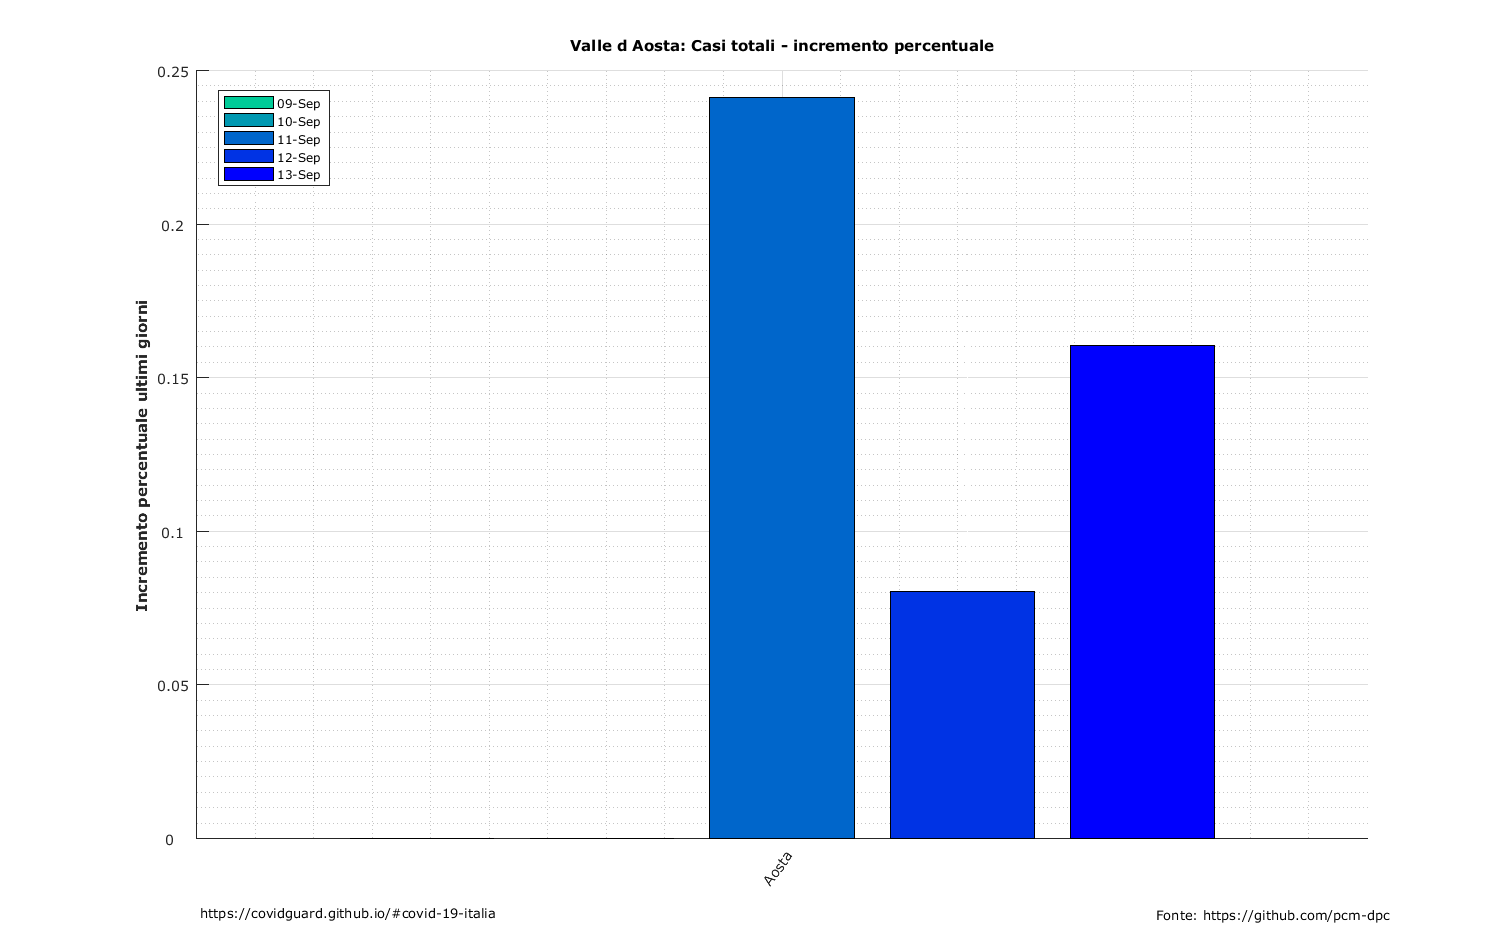 Valle d Aosta: Casi totali - incremento percentuale
0.25
0.2
0.15
0.1
0.05
0
Incremento percentuale ultimi giorni
09-Sep
10-Sep
11-Sep
12-Sep
13-Sep
Aosta
https://covidguard.github.io/#covid-19-italia
Fonte: https://github.com/pcm-dpc